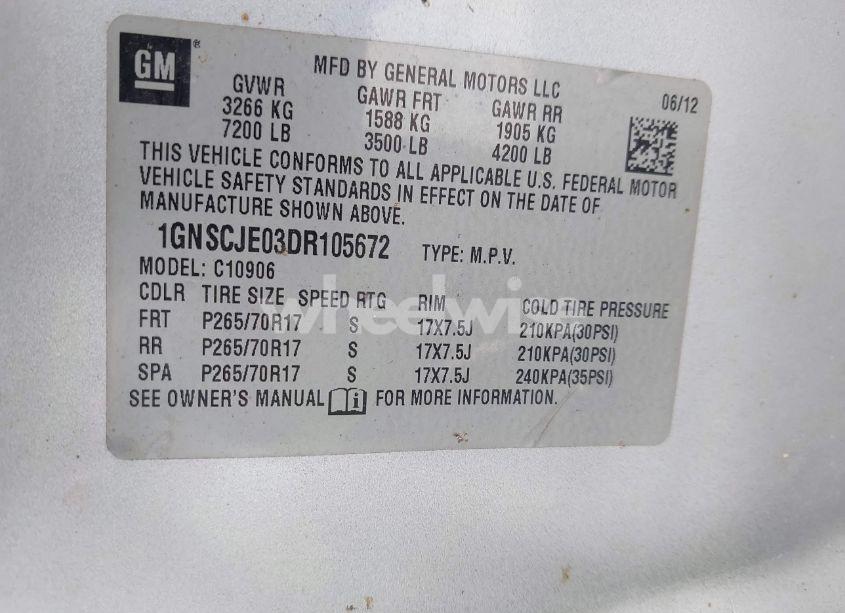 GM ®
MFD BY GENERAL MOTORS LLC
06/12
GVWR GAWR FRT GAWR RR
3266 KG 1588 KG 1905 KG
7200 LB 3500 LB 4200 LB
THIS VEHICLE CONFORMS TO ALL APPLICABLE U.S. FEDERAL MOTOR
VEHICLE SAFETY STANDARDS IN EFFECT ON THE DATE OF
MANUFACTURE SHOWN ABOVE.
1GNSCJE03DR105672 TYPE: M.P.V.
MODEL: C10906
CDLR TIRE SIZE SPEED RTG RIM COLD TIRE PRESSURE
FRT P265/70R17 S 17X7.5J 210KPA(30PSI)
RR P265/70R17 S 17X7.5J 210KPA(30PSI)
SPA P265/70R17 S 17X7.5J 240KPA(35PSI)
SEE OWNER'S MANUAL FOR MORE INFORMATION.